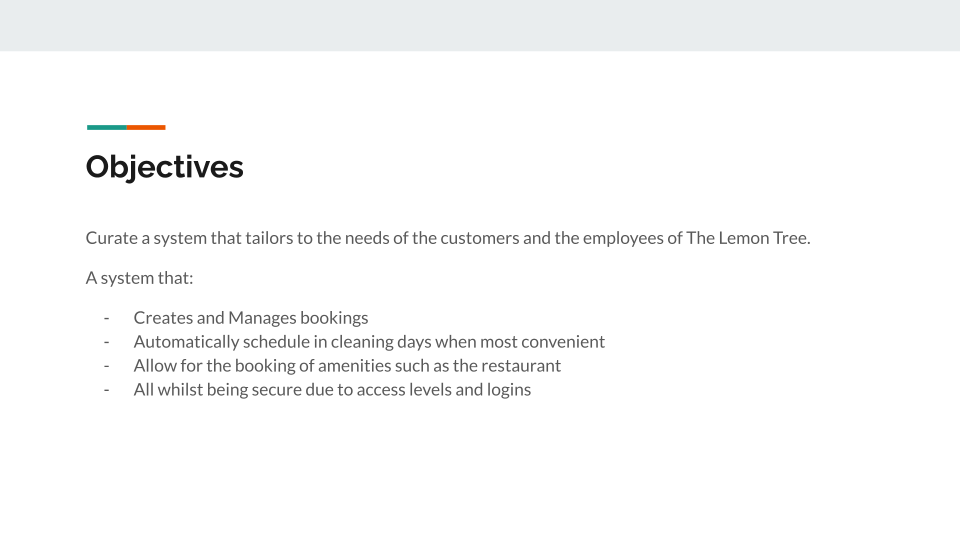 Objectives
Curate a system that tailors to the needs of the customers and the employees of The Lemon Tree.
A system that:
- Creates and Manages bookings
- Automatically schedule in cleaning days when most convenient
- Allow for the booking of amenities such as the restaurant
- All whilst being secure due to access levels and logins